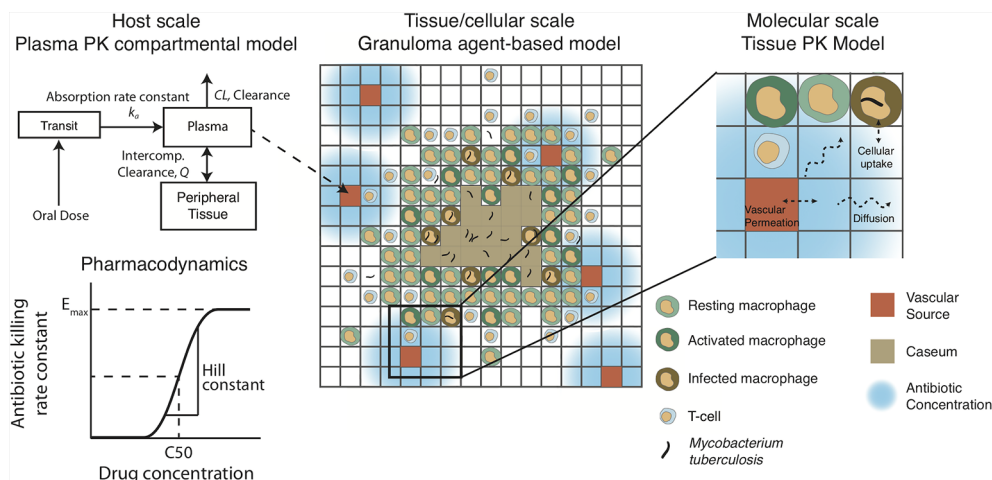 Host scale
Plasma PK compartmental model
Absorption rate constant
ka
CL, Clearance
Transit
Plasma
Intercomp.
Clearance, Q
Oral Dose
Peripheral
Tissue
Pharmacodynamics
Emax
Antibiotic killing
rate constant
Hill
constant
C50
Drug concentration
Tissue/cellular scale
Granuloma agent-based model
Molecular scale
Tissue PK Model
Cellular
uptake
Vascular
Permeation
Diffusion
Resting macrophage
Activated macrophage
Infected macrophage
T-cell
Mycobacterium
tuberculosis
Vascular
Source
Caseum
Antibiotic
Concentration